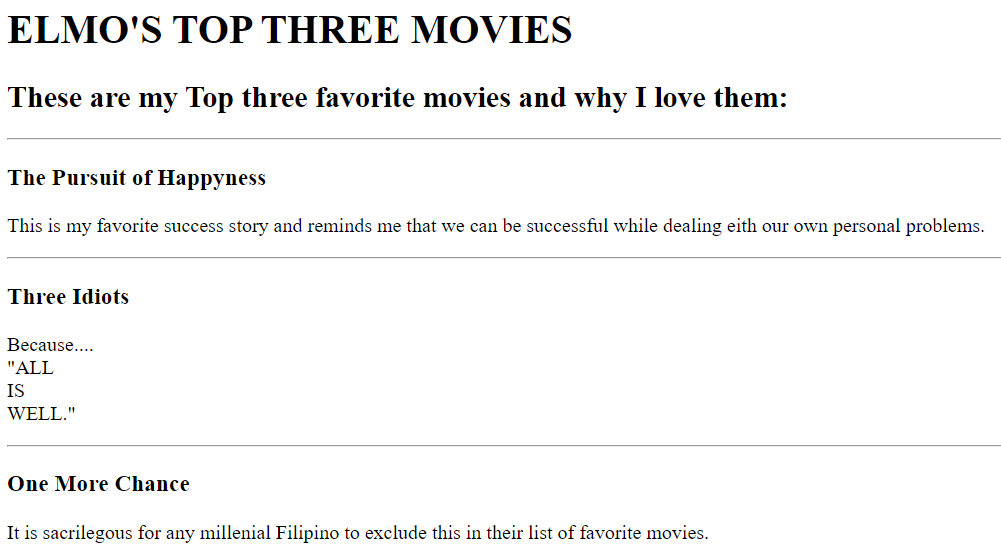 ELMO'S TOP THREE MOVIES
These are my Top three favorite movies and why I love them:
The Pursuit of Happyness
This is my favorite success story and reminds me that we can be successful while dealing eith our own personal problems.
Three Idiots
Because....
"ALL
IS
WELL."
One More Chance
It is sacrilegous for any millenial Filipino to exclude this in their list of favorite movies.